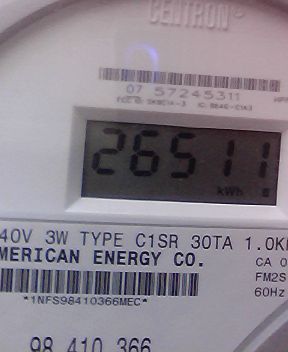 CENTRON
07 57245311
26511
kWh
40V 3W TYPE C1SR 30TA 1.0K
MERICAN ENERGY CO. CA 0
FM2S
*1NFS98410366MEC* 60Hz
98 410 366